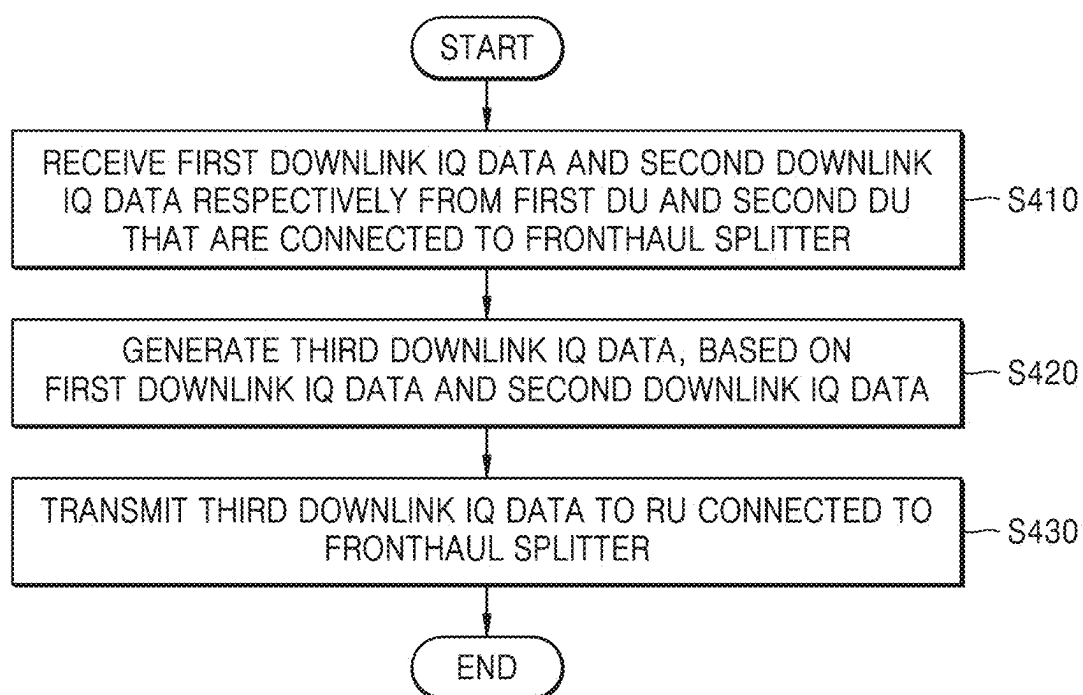 START
RECEIVE FIRST DOWNLINK IQ DATA AND SECOND DOWNLINK
IQ DATA RESPECTIVELY FROM FIRST DU AND SECOND DU
THAT ARE CONNECTED TO FRONTHAUL SPLITTER
S410
GENERATE THIRD DOWNLINK IQ DATA, BASED ON
FIRST DOWNLINK IQ DATA AND SECOND DOWNLINK IQ DATA
S420
TRANSMIT THIRD DOWNLINK IQ DATA TO RU CONNECTED TO
FRONTHAUL SPLITTER
S430
END